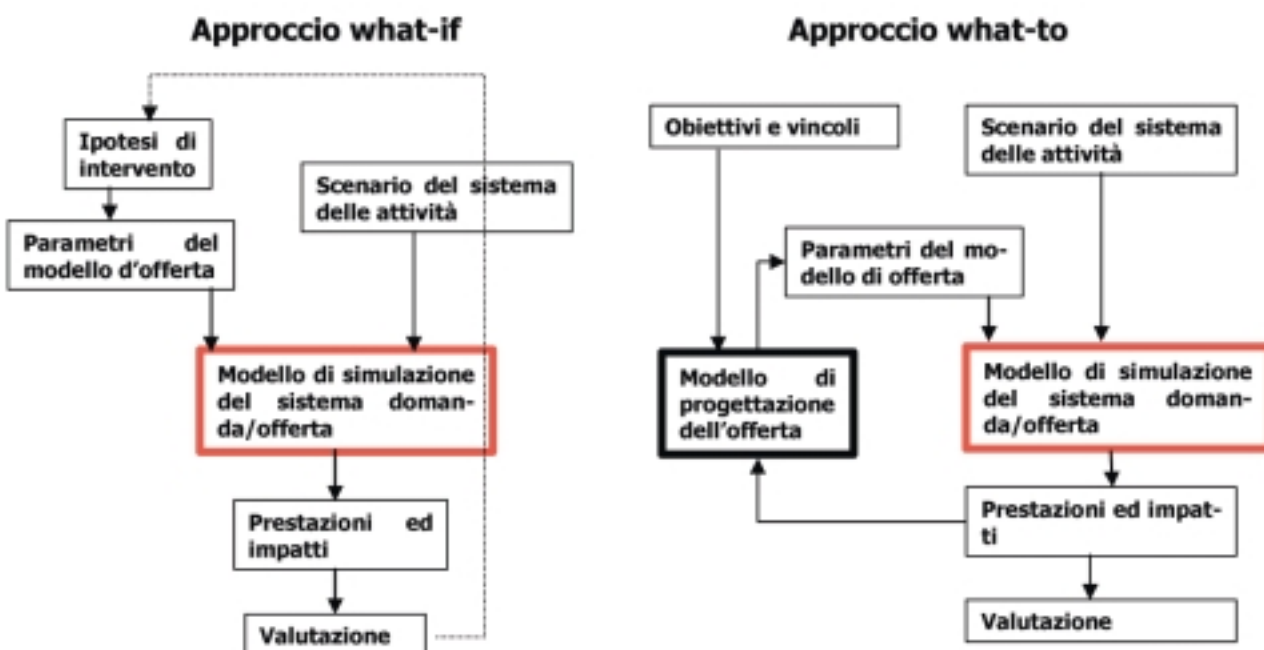 Approccio what-if
Ipotesi di
intervento
Scenario del sistema
delle attività
Parametri del
modello d'offerta
Modello di simulazione
del sistema doman-
da/offerta
Prestazioni ed
impatti
Valutazione
Approccio what-to
Obiettivi e vincoli
Scenario del sistema
delle attività
Parametri del mo-
dello di offerta
Modello di
progettazione
dell'offerta
Modello di simulazione
del sistema doman-
da/offerta
Prestazioni ed impat-
ti
Valutazione